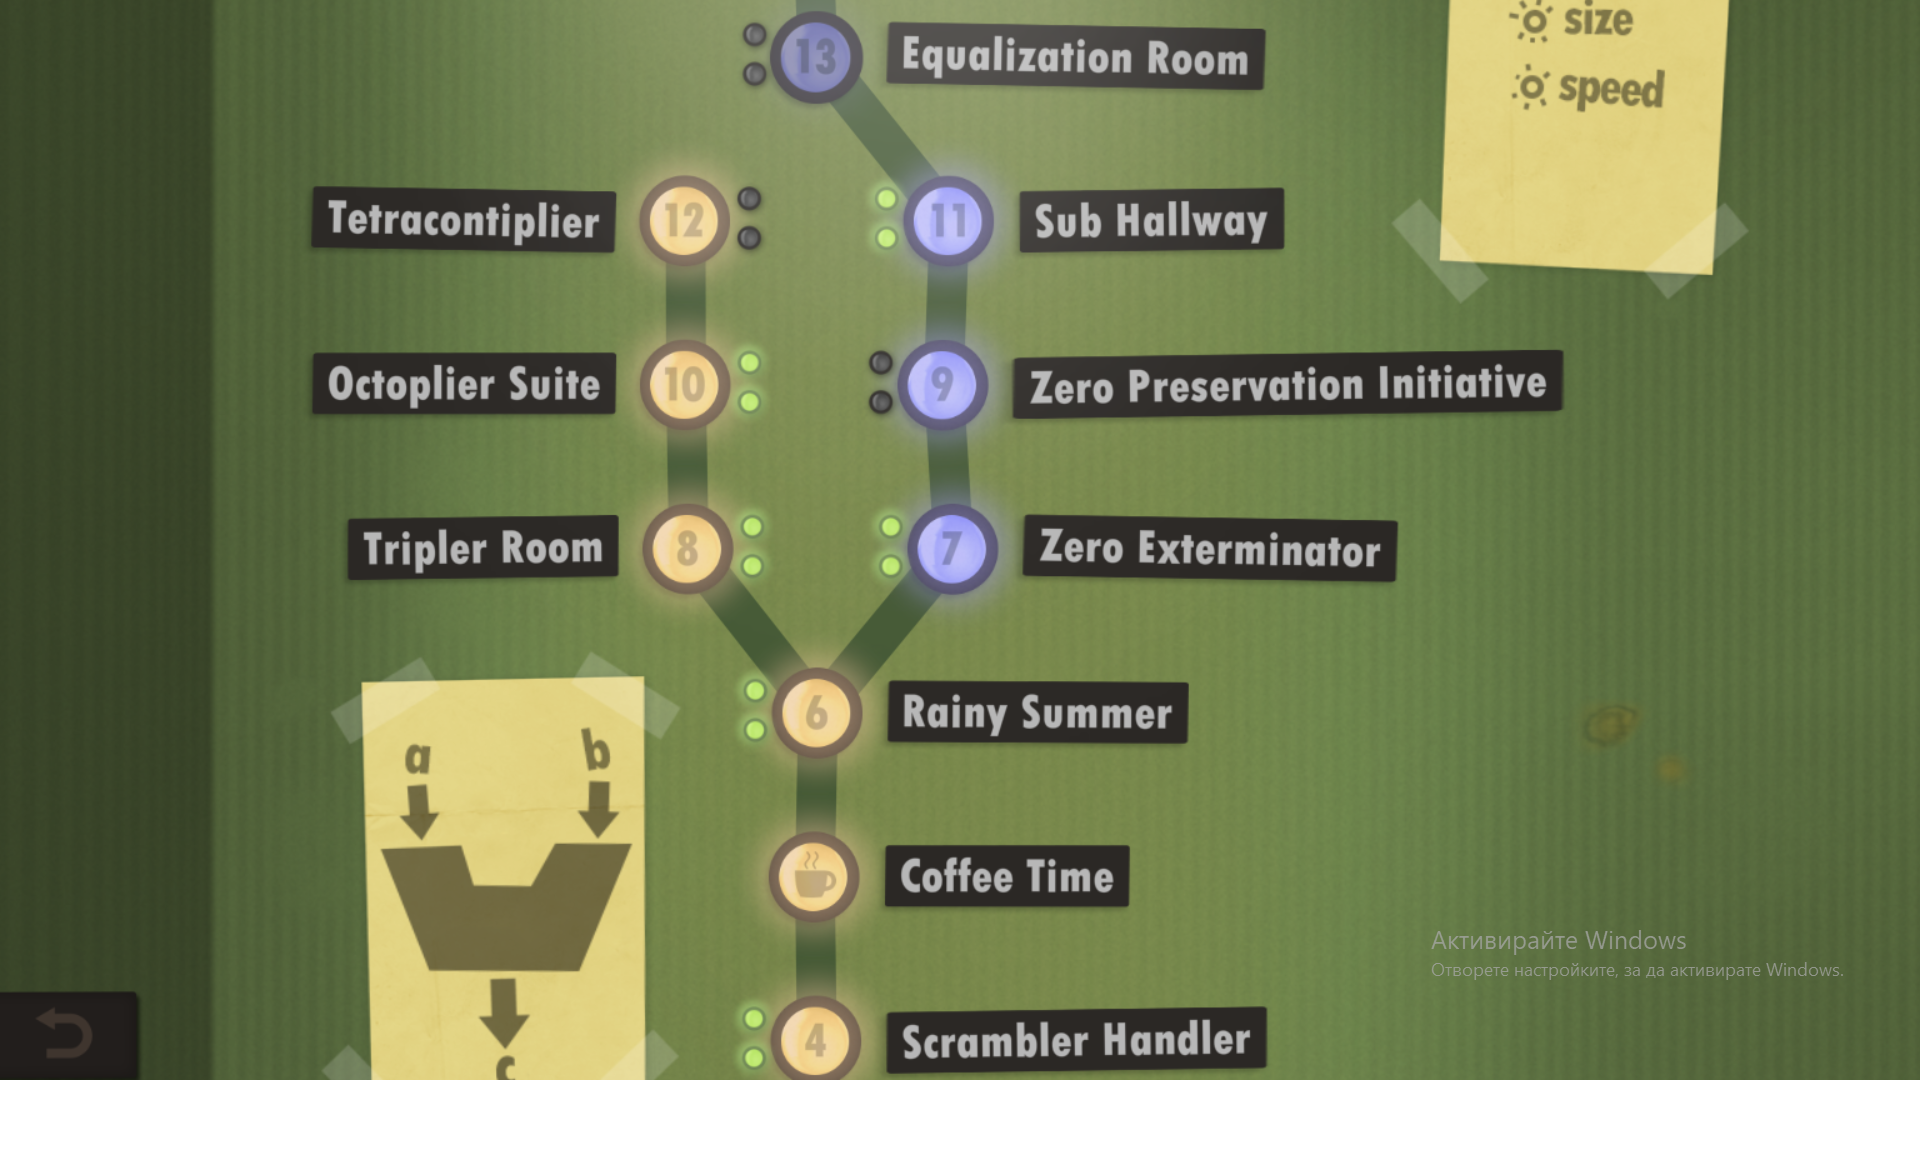 size
speed
13 Equalization Room
Tetracontiplier 12
11 Sub Hallway
Octoplier Suite 10
9 Zero Preservation Initiative
Tripler Room 8
7 Zero Exterminator
6 Rainy Summer
a b
Coffee Time
Активирайте Windows
Отворете настройките, за да активирате Windows.
4 Scrambler Handler
c